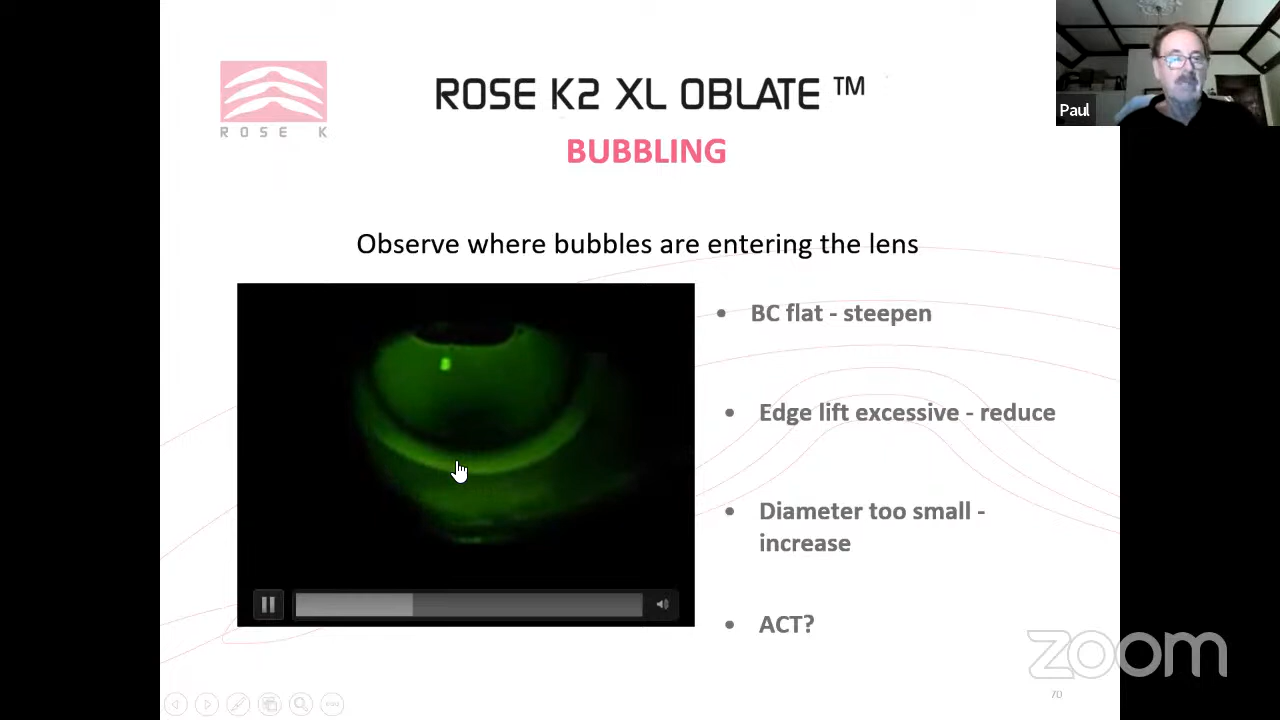 ROSE K2 XL OBLATE ™
Paul
ROSE K
BUBBLING
Observe where bubbles are entering the lens
• BC flat - steepen
• Edge lift excessive - reduce
• Diameter too small -
increase
• ACT?
zoom
70